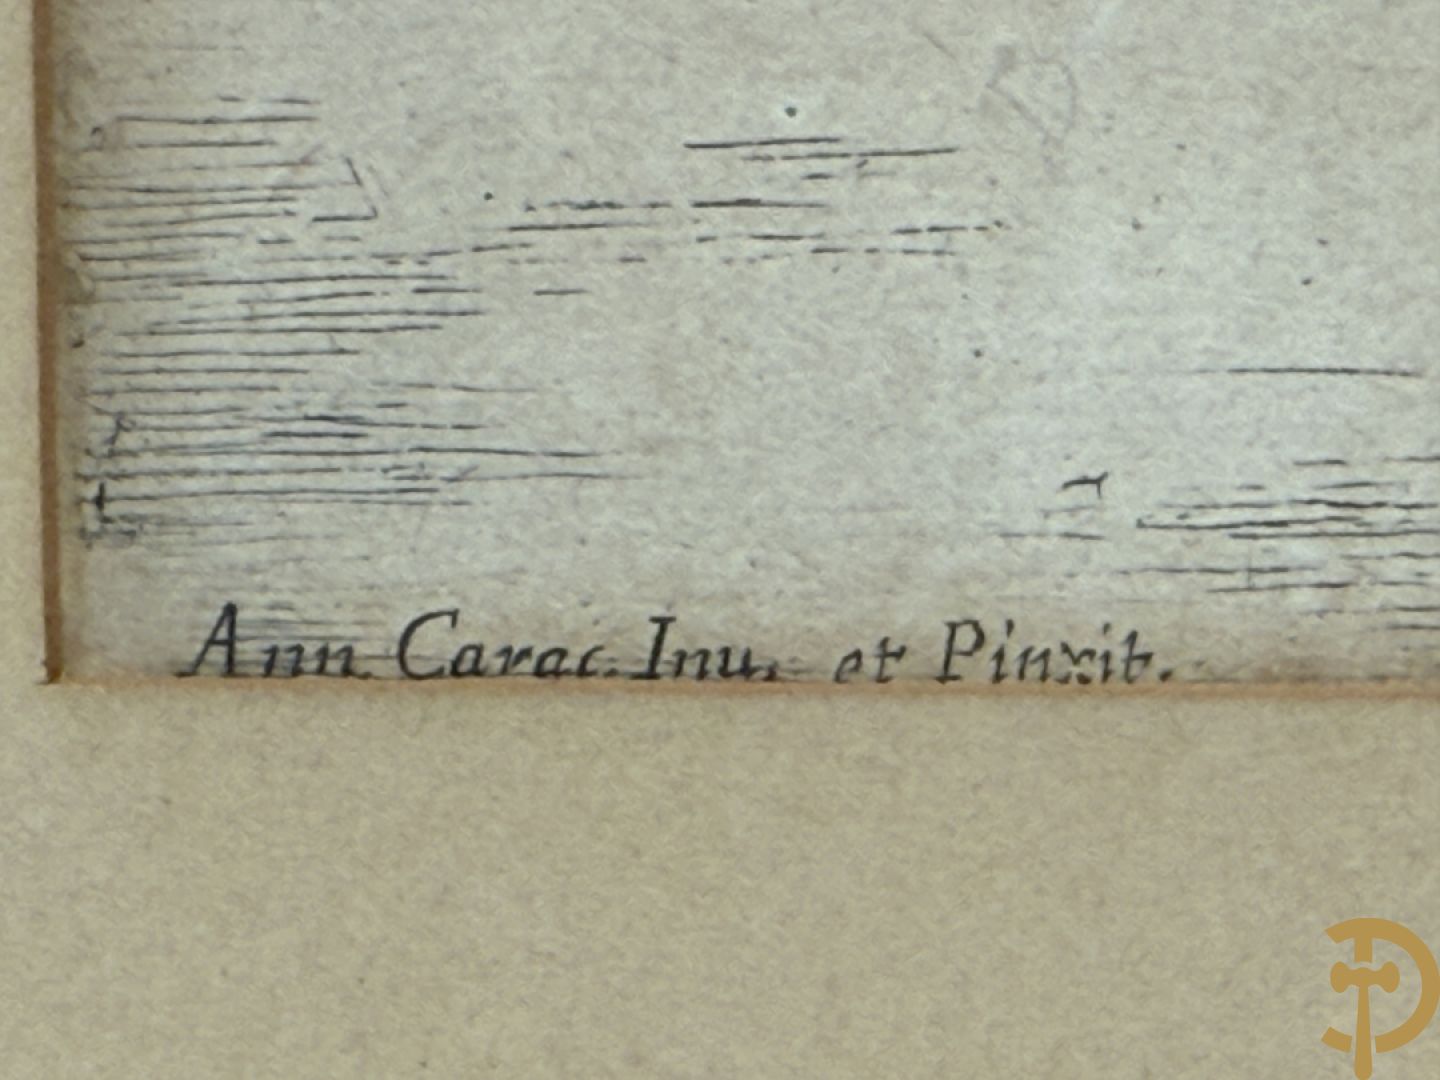 Ann. Carac. Inu. et Pinxit.